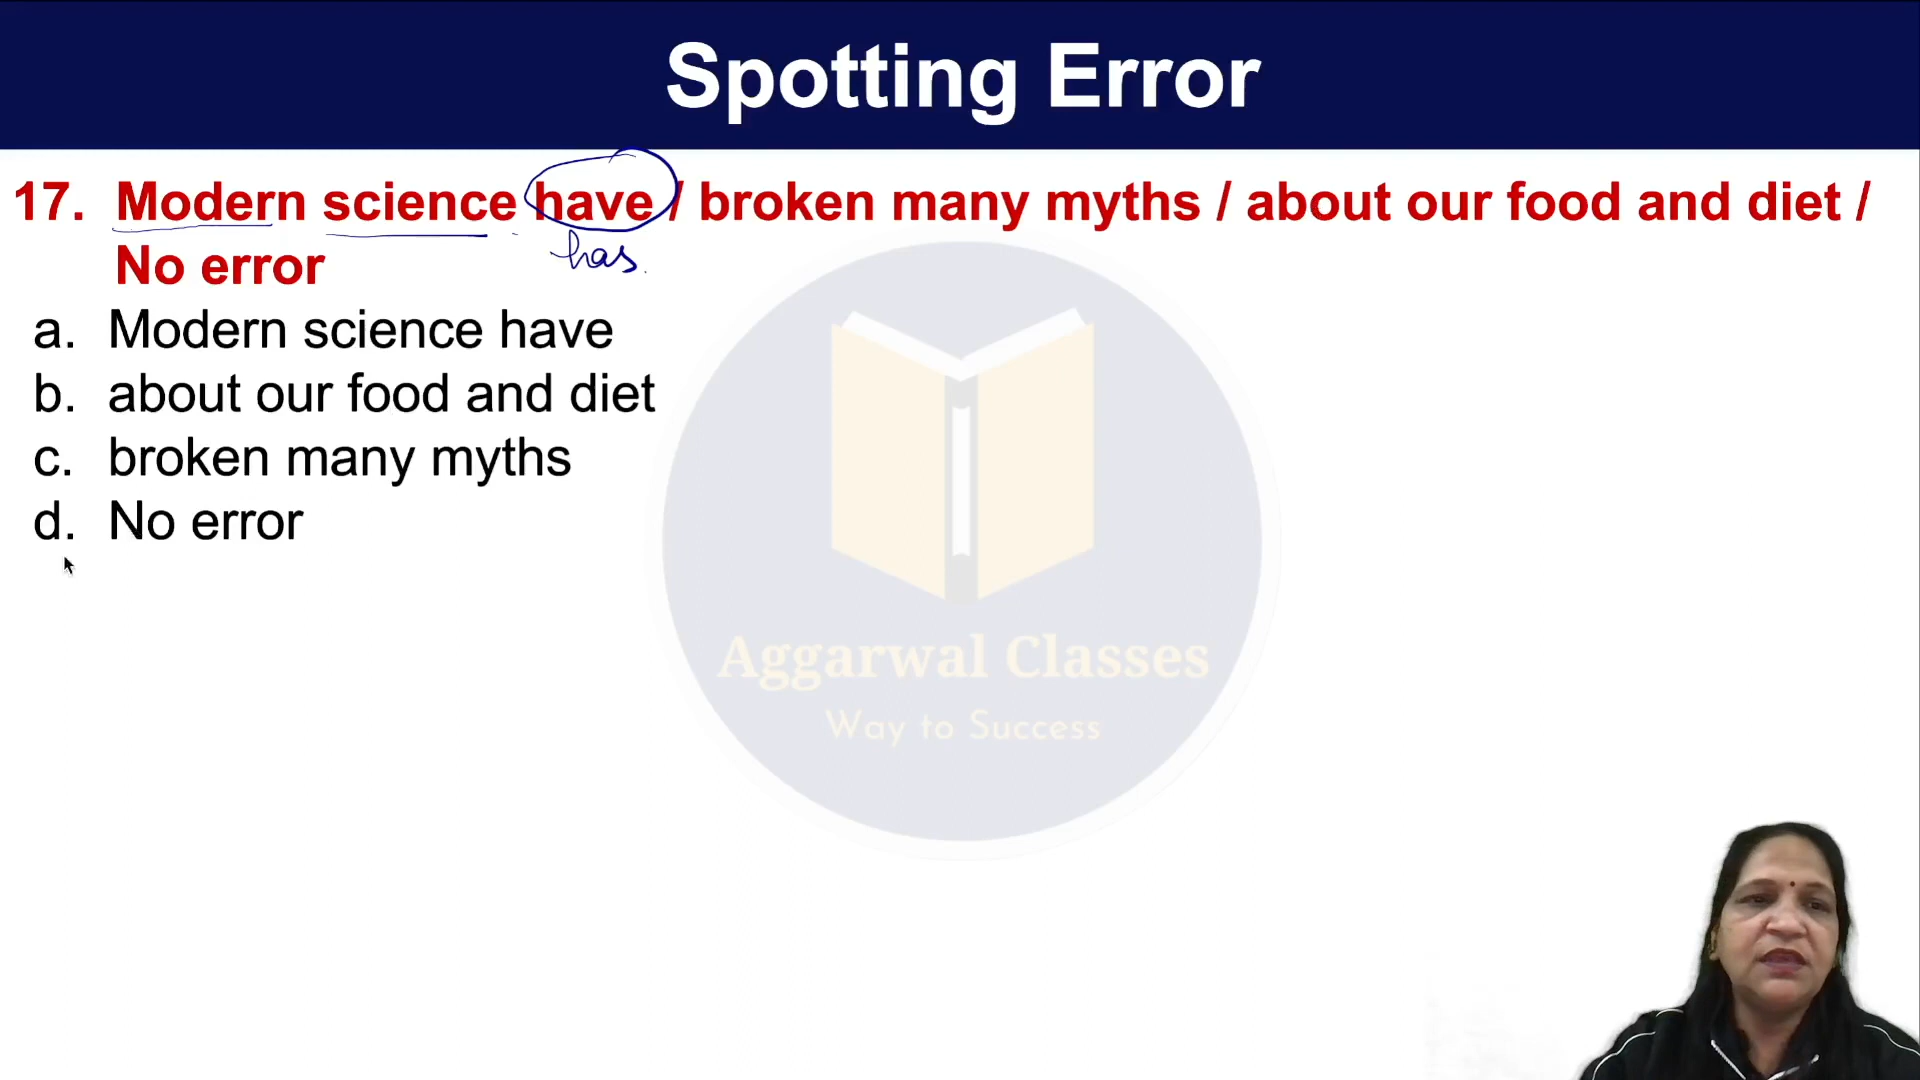 Spotting Error
17. Modern science have / broken many myths / about our food and diet /
has
No error
a. Modern science have
b. about our food and diet
c. broken many myths
d. No error
Aggarwal Classes
Way to Success